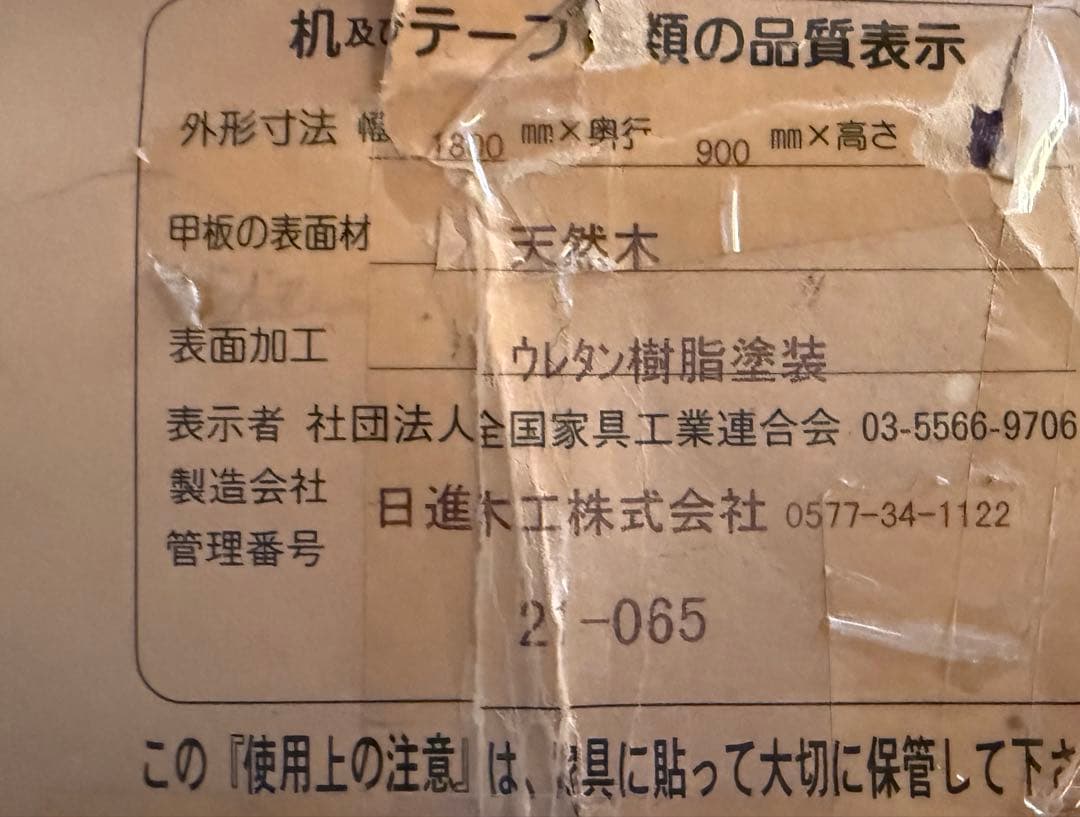 机及びテーブ 類の品質表示
外形寸法 幅 1800 mm×奥行 900 mm×高さ
甲板の表面材 天然木
表面加工 ウレタン樹脂塗装
表示者 社団法人全国家具工業連合会 03-5566-9706
製造会社 日進木工株式会社 0577-34-1122
管理番号
21-065
この『使用上の注意』は、家具に貼って大切に保管して下さ